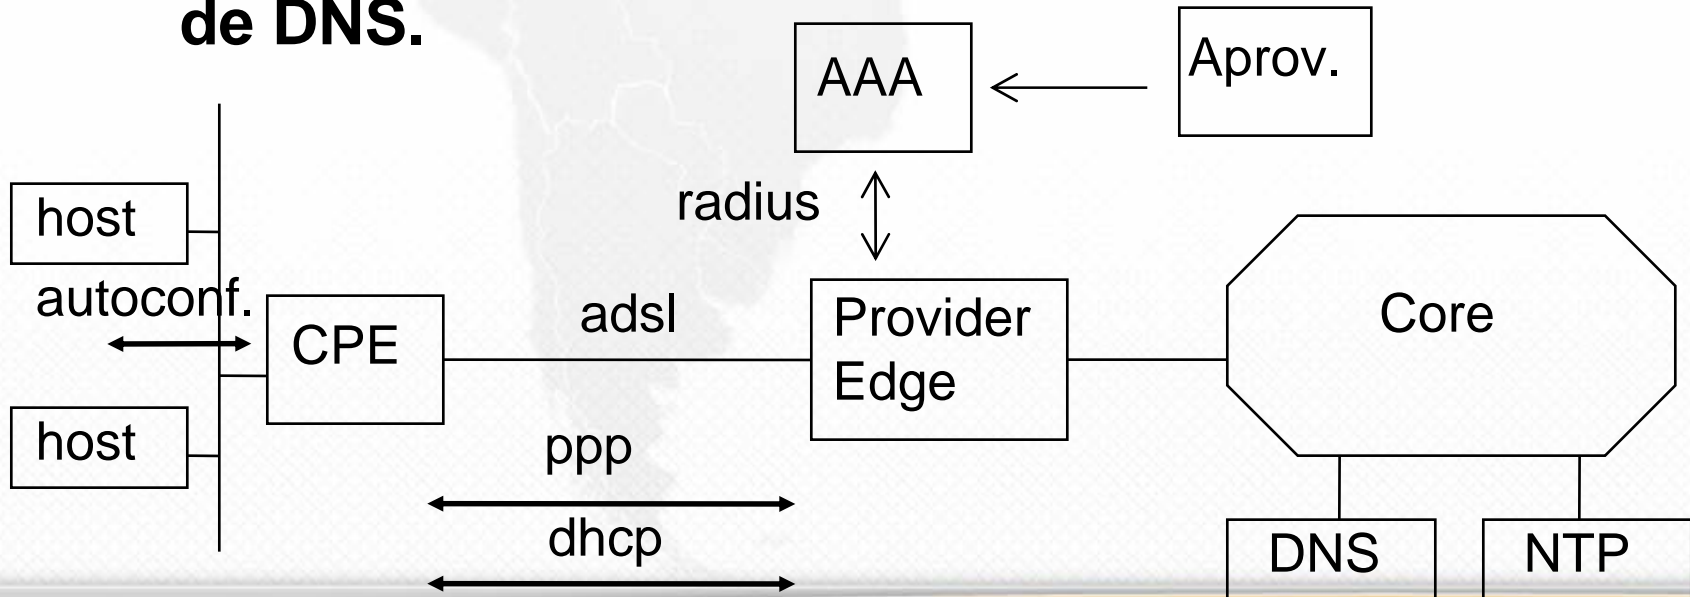 de DNS.
AAA
Aprov.
radius
host
autoconf.
CPE
adsl
Provider
Edge
Core
host
ppp
dhcp
DNS
NTP